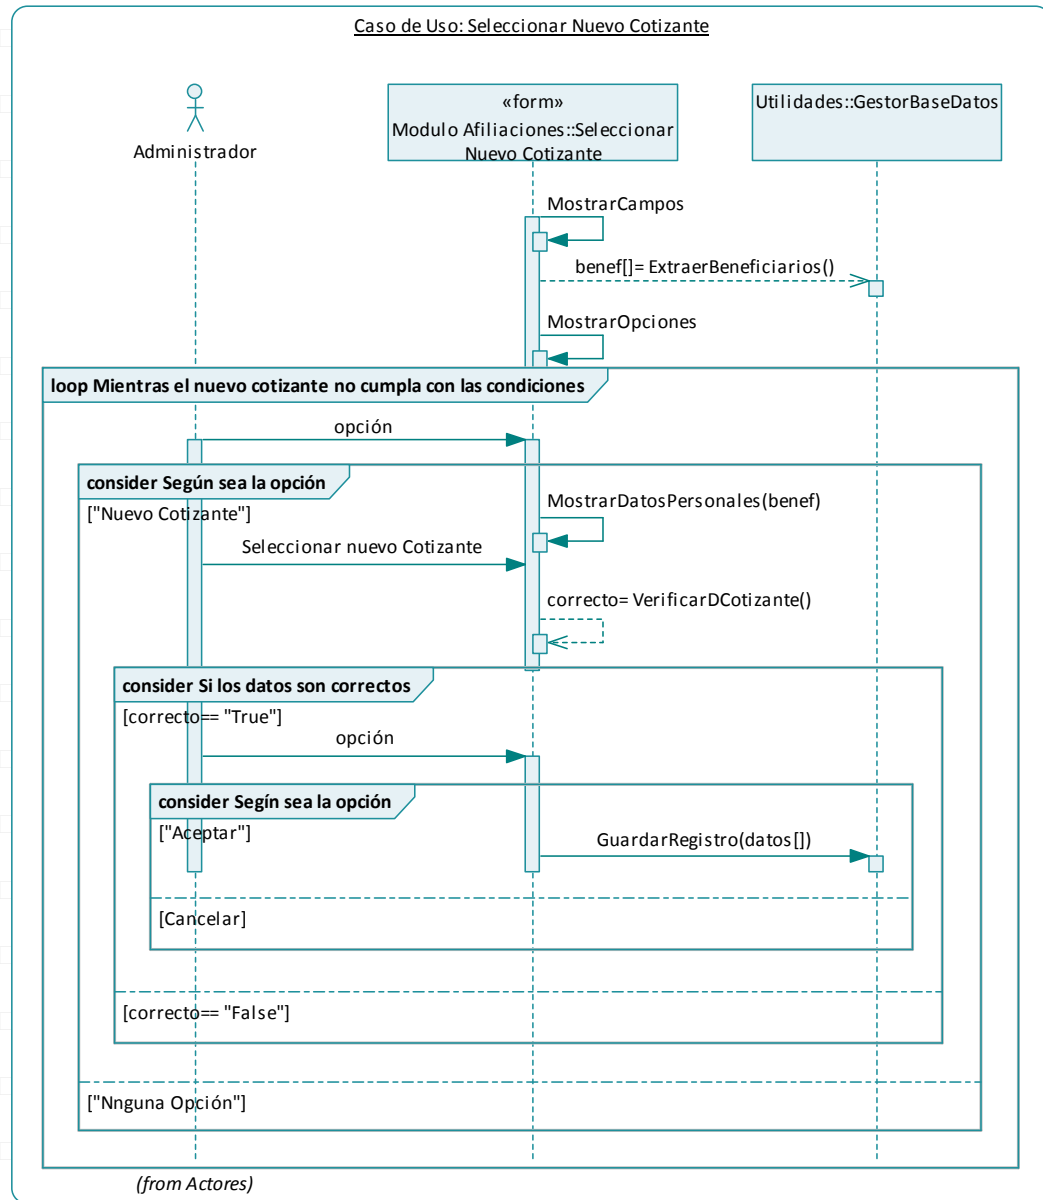 Caso de Uso: Seleccionar Nuevo Cotizante
Administrador
«form»
Modulo Afiliaciones::Seleccionar
Nuevo Cotizante
Utilidades::GestorBaseDatos
MostrarCampos
benef[]= ExtraerBeneficiarios()
MostrarOpciones
loop Mientras el nuevo cotizante no cumpla con las condiciones
opción
consider Según sea la opción
["Nuevo Cotizante"]
MostrarDatosPersonales(benef)
Seleccionar nuevo Cotizante
correcto= VerificarDCotizante()
consider Si los datos son correctos
[correcto== "True"]
opción
consider Segín sea la opción
["Aceptar"]
GuardarRegistro(datos[])
[Cancelar]
[correcto== "False"]
["Nnguna Opción"]
(from Actores)